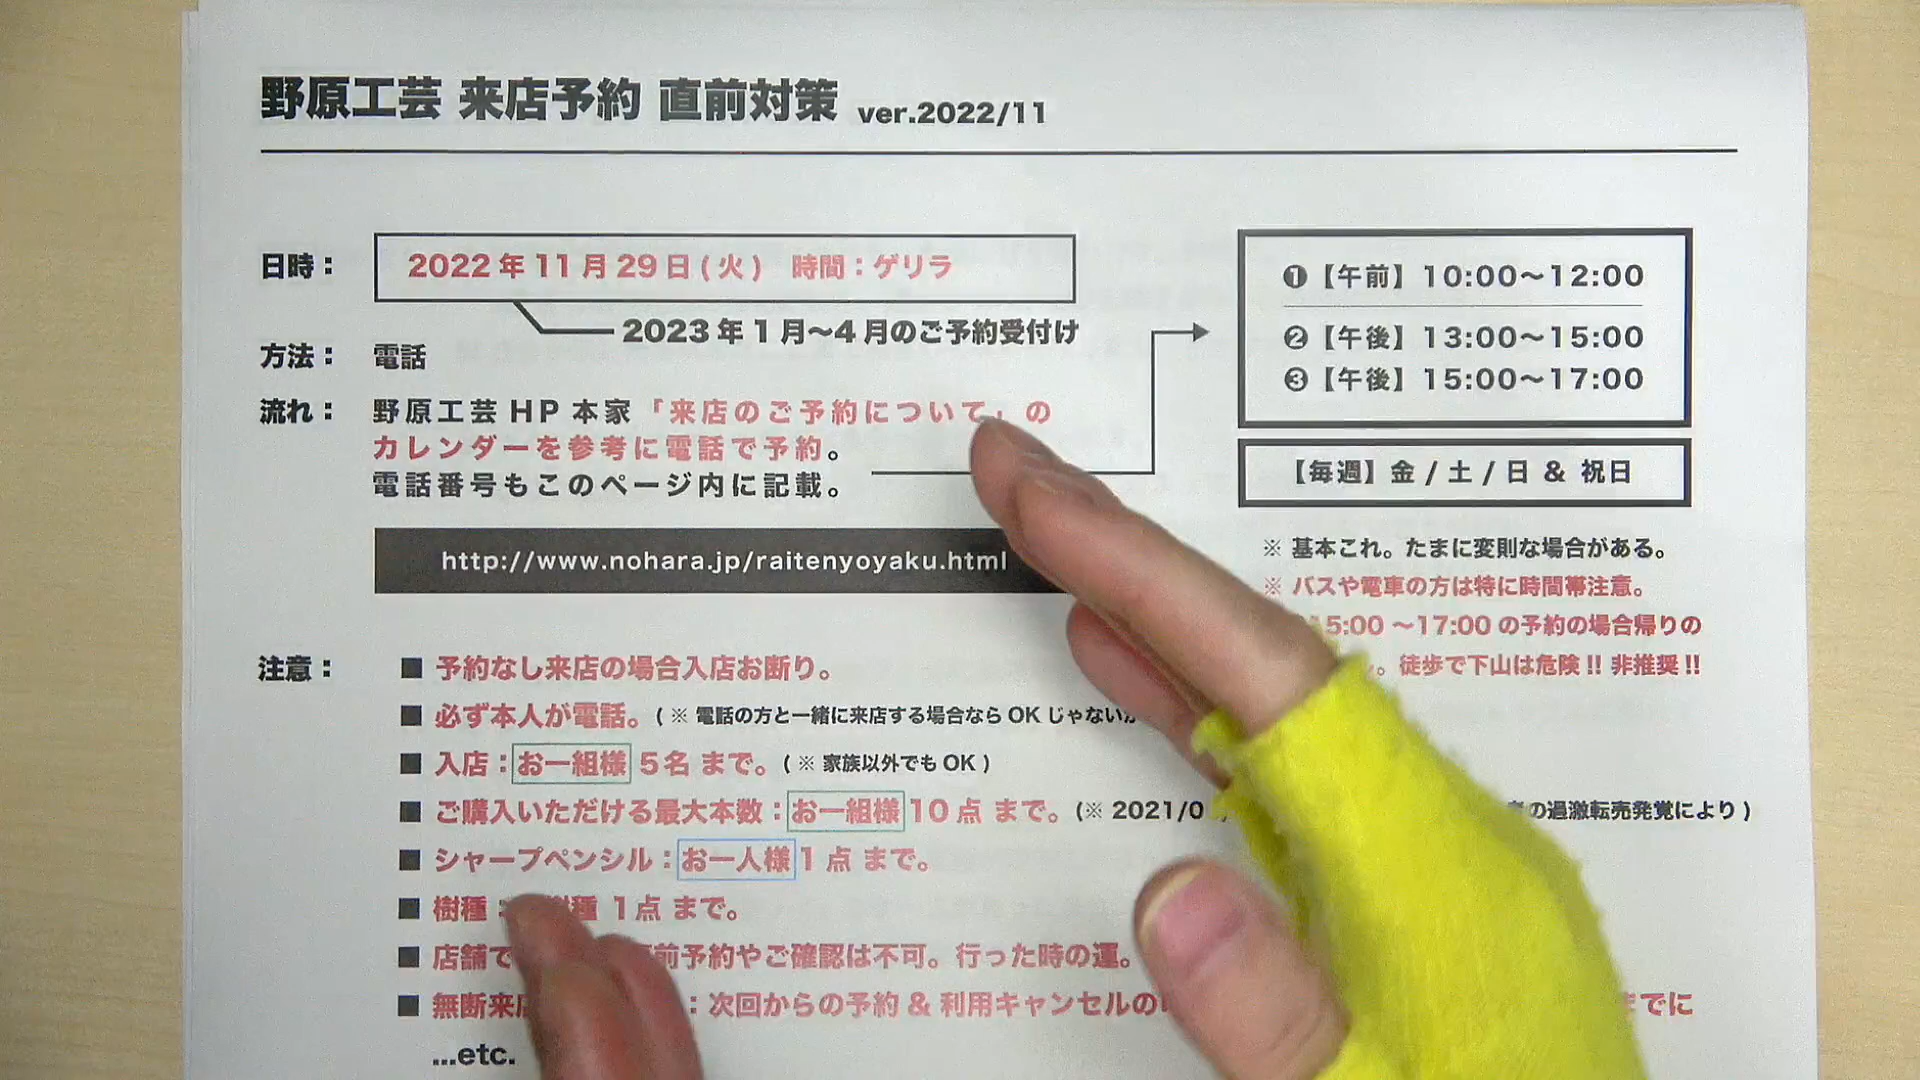 野原工芸 来店予約 直前対策 ver.2022/11
日時： 2022年11月29日(火) 時間：ゲリラ
2023年1月〜4月のご予約受付け
方法： 電話
流れ： 野原工芸HP本家「来店のご予約について」の
カレンダーを参考に電話で予約。
電話番号もこのページ内に記載。
http://www.nohara.jp/raitenyoyaku.html
❶【午前】10:00〜12:00
❷【午後】13:00〜15:00
❸【午後】15:00〜17:00
【毎週】金/土/日 & 祝日
※ 基本これ。たまに変則な場合がある。
※ バスや電車の方は特に時間帯注意。
5:00 〜17:00 の予約の場合帰りの
。徒歩で下山は危険!! 非推奨!!
注意： ■ 予約なし来店の場合入店お断り。
■ 必ず本人が電話。(※ 電話の方と一緒に来店する場合なら OK じゃないか
■ 入店：お一組様 5名 まで。(※ 家族以外でもOK)
■ ご購入いただける最大本数：お一組様 10点 まで。(※ 2021/0 の過激転売発覚により)
■ シャープペンシル：お一人様 1点 まで。
■ 樹種： 種 1点 まで。
■ 店舗で 前予約やご確認は不可。行った時の運。
■ 無断来店 ：次回からの予約 & 利用キャンセルの までに
...etc.